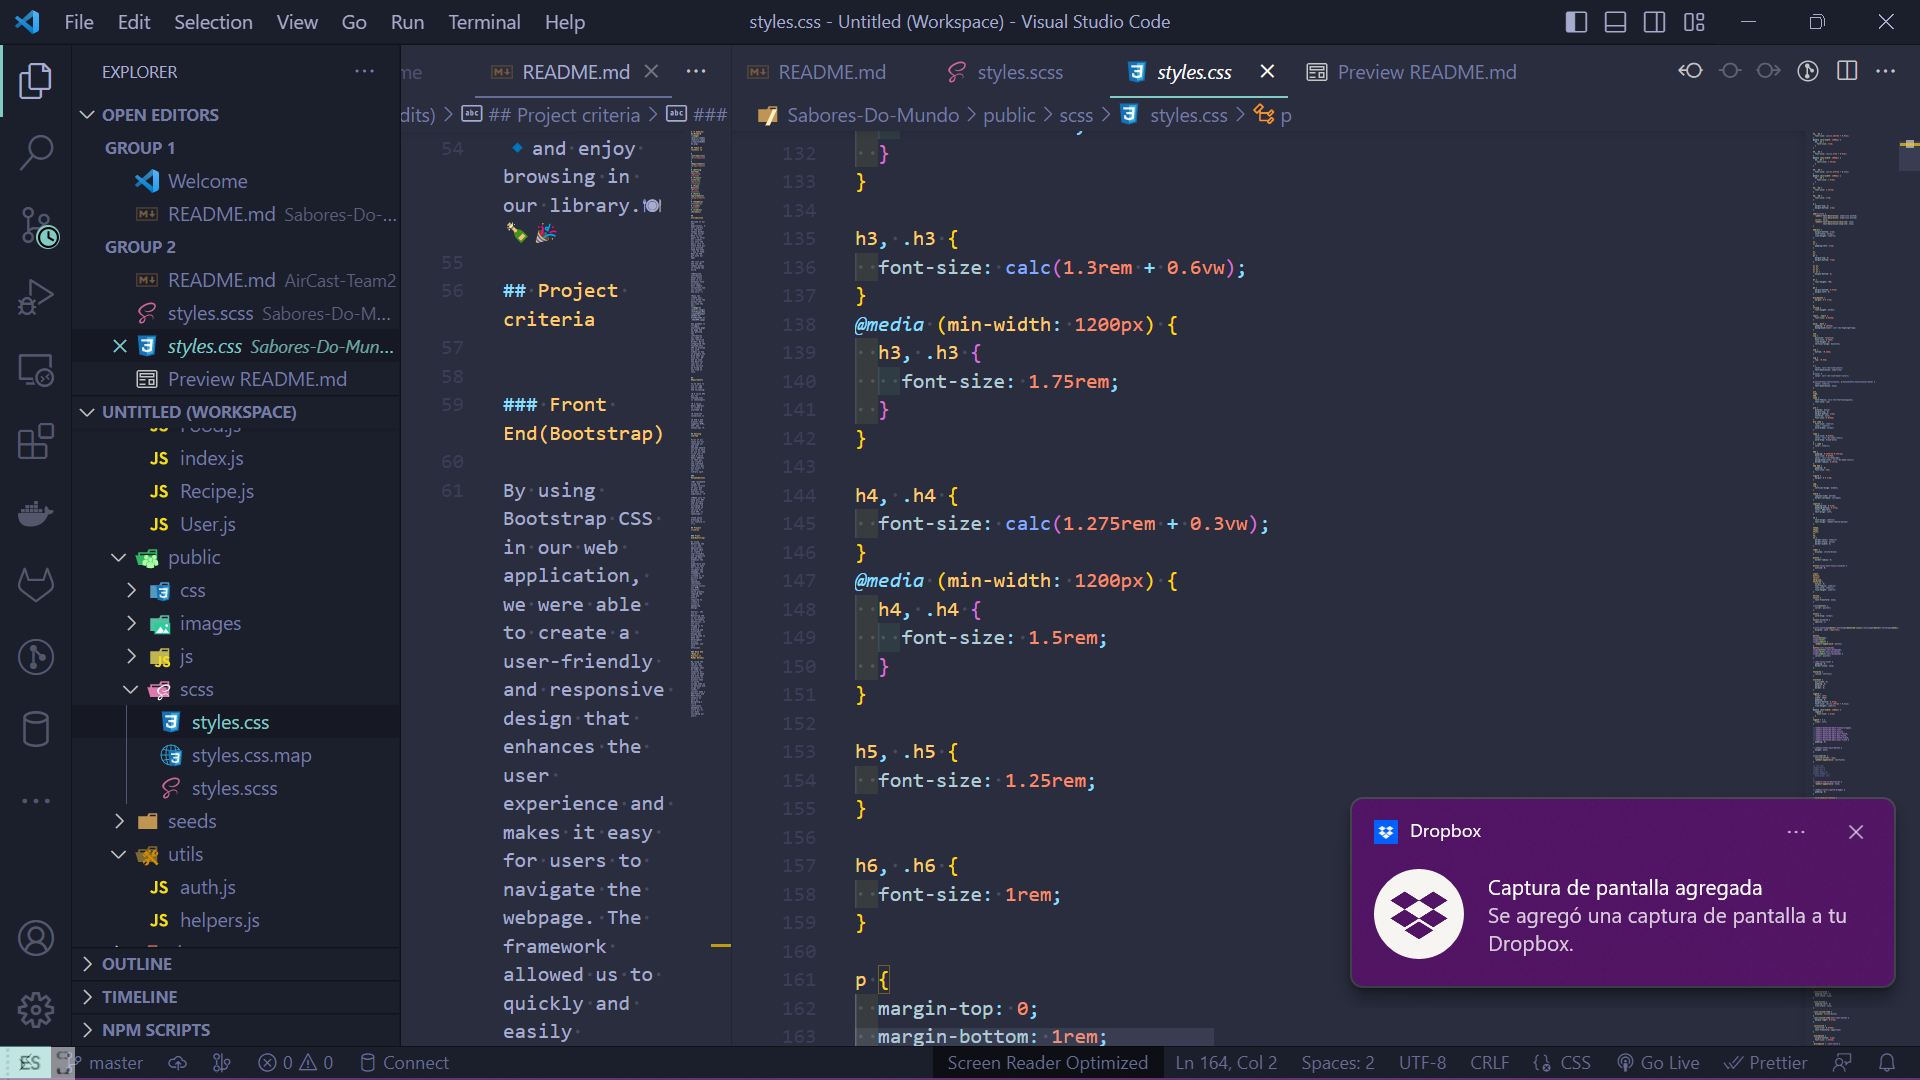 File Edit Selection View Go Run Terminal Help
styles.css - Untitled (Workspace) - Visual Studio Code
EXPLORER
OPEN EDITORS
GROUP 1
Welcome
README.md Sabores-Do-...
GROUP 2
README.md AirCast-Team2
styles.scss Sabores-Do-M...
styles.css Sabores-Do-Mun...
Preview README.md
UNTITLED (WORKSPACE)
Food.js
JS index.js
JS Recipe.js
JS User.js
public
css
images
js
scss
styles.css
styles.css.map
styles.scss
seeds
utils
JS auth.js
JS helpers.js
OUTLINE
TIMELINE
NPM SCRIPTS
me README.md
dits) > ## Project criteria > ###
54 and enjoy
browsing in
our library.🍽️
🍾🎉
55
56 ## Project
criteria
57
58
59 ### Front
End(Bootstrap)
60
61 By using
Bootstrap CSS
in our web
application,
we were able
to create a
user-friendly
and responsive
design that
enhances the
user
experience and
makes it easy
for users to
navigate the
webpage. The
framework
allowed us to
quickly and
easily
README.md styles.scss styles.css Preview README.md
Sabores-Do-Mundo > public > scss > styles.css > p
132 }
133 }
134
135 h3, .h3 {
136 font-size: calc(1.3rem + 0.6vw);
137 }
138 @media (min-width: 1200px) {
139 h3, .h3 {
140 font-size: 1.75rem;
141 }
142 }
143
144 h4, .h4 {
145 font-size: calc(1.275rem + 0.3vw);
146 }
147 @media (min-width: 1200px) {
148 h4, .h4 {
149 font-size: 1.5rem;
150 }
151 }
152
153 h5, .h5 {
154 font-size: 1.25rem;
155 }
156
157 h6, .h6 {
158 font-size: 1rem;
159 }
160
161 p {
162 margin-top: 0;
163 margin-bottom: 1rem;
Dropbox
Captura de pantalla agregada
Se agregó una captura de pantalla a tu
Dropbox.
ES master 0 0 Connect
Screen Reader Optimized Ln 164, Col 2 Spaces: 2 UTF-8 CRLF {} CSS Go Live Prettier